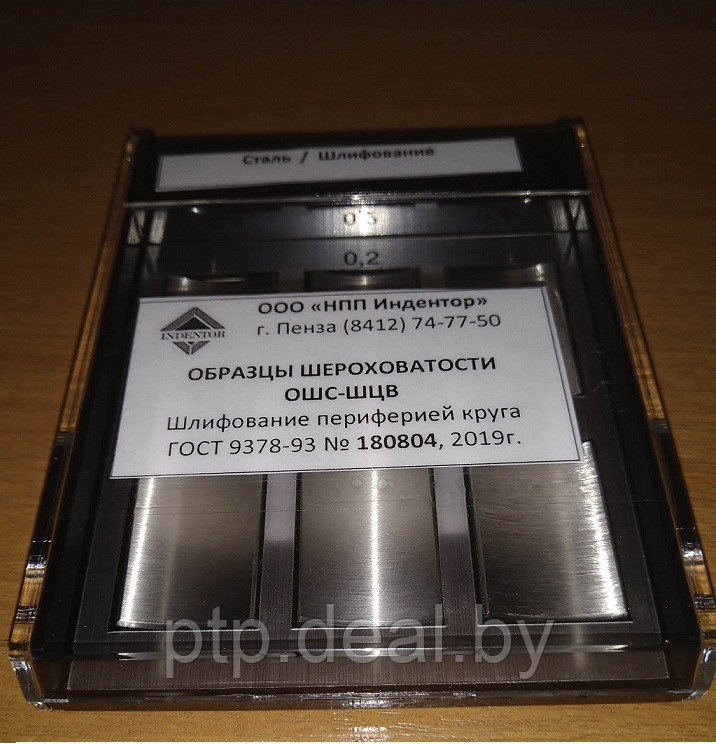 Сталь / Шлифование
0,2
INDENTOR
ООО «НПП Индентор»
г. Пенза (8412) 74-77-50
ОБРАЗЦЫ ШЕРОХОВАТОСТИ
ОШС-ШЦВ
Шлифование периферией круга
ГОСТ 9378-93 № 180804, 2019г.
ptp.deal.by